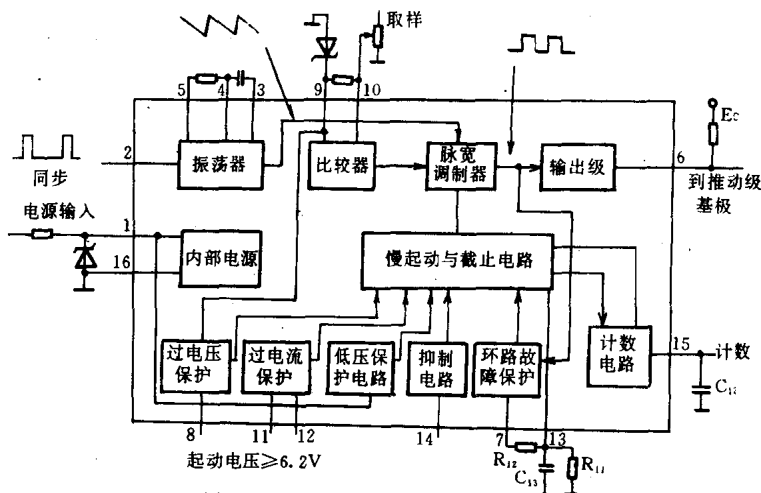 取样
5
4
3
9
10
Ec
2
振荡器
比较器
脉宽
调制器
输出级
6
同步
到推动级
基极
电源输入
1
内部电源
16
慢起动与截止电路
过电压
保护
过电流
保护
低压保
护电路
抑制
电路
环路故
障保护
计数
电路
15
计数
8
11
12
14
7
13
R₁₂
C₁₃
R₁₁
起动电压≥6.2V